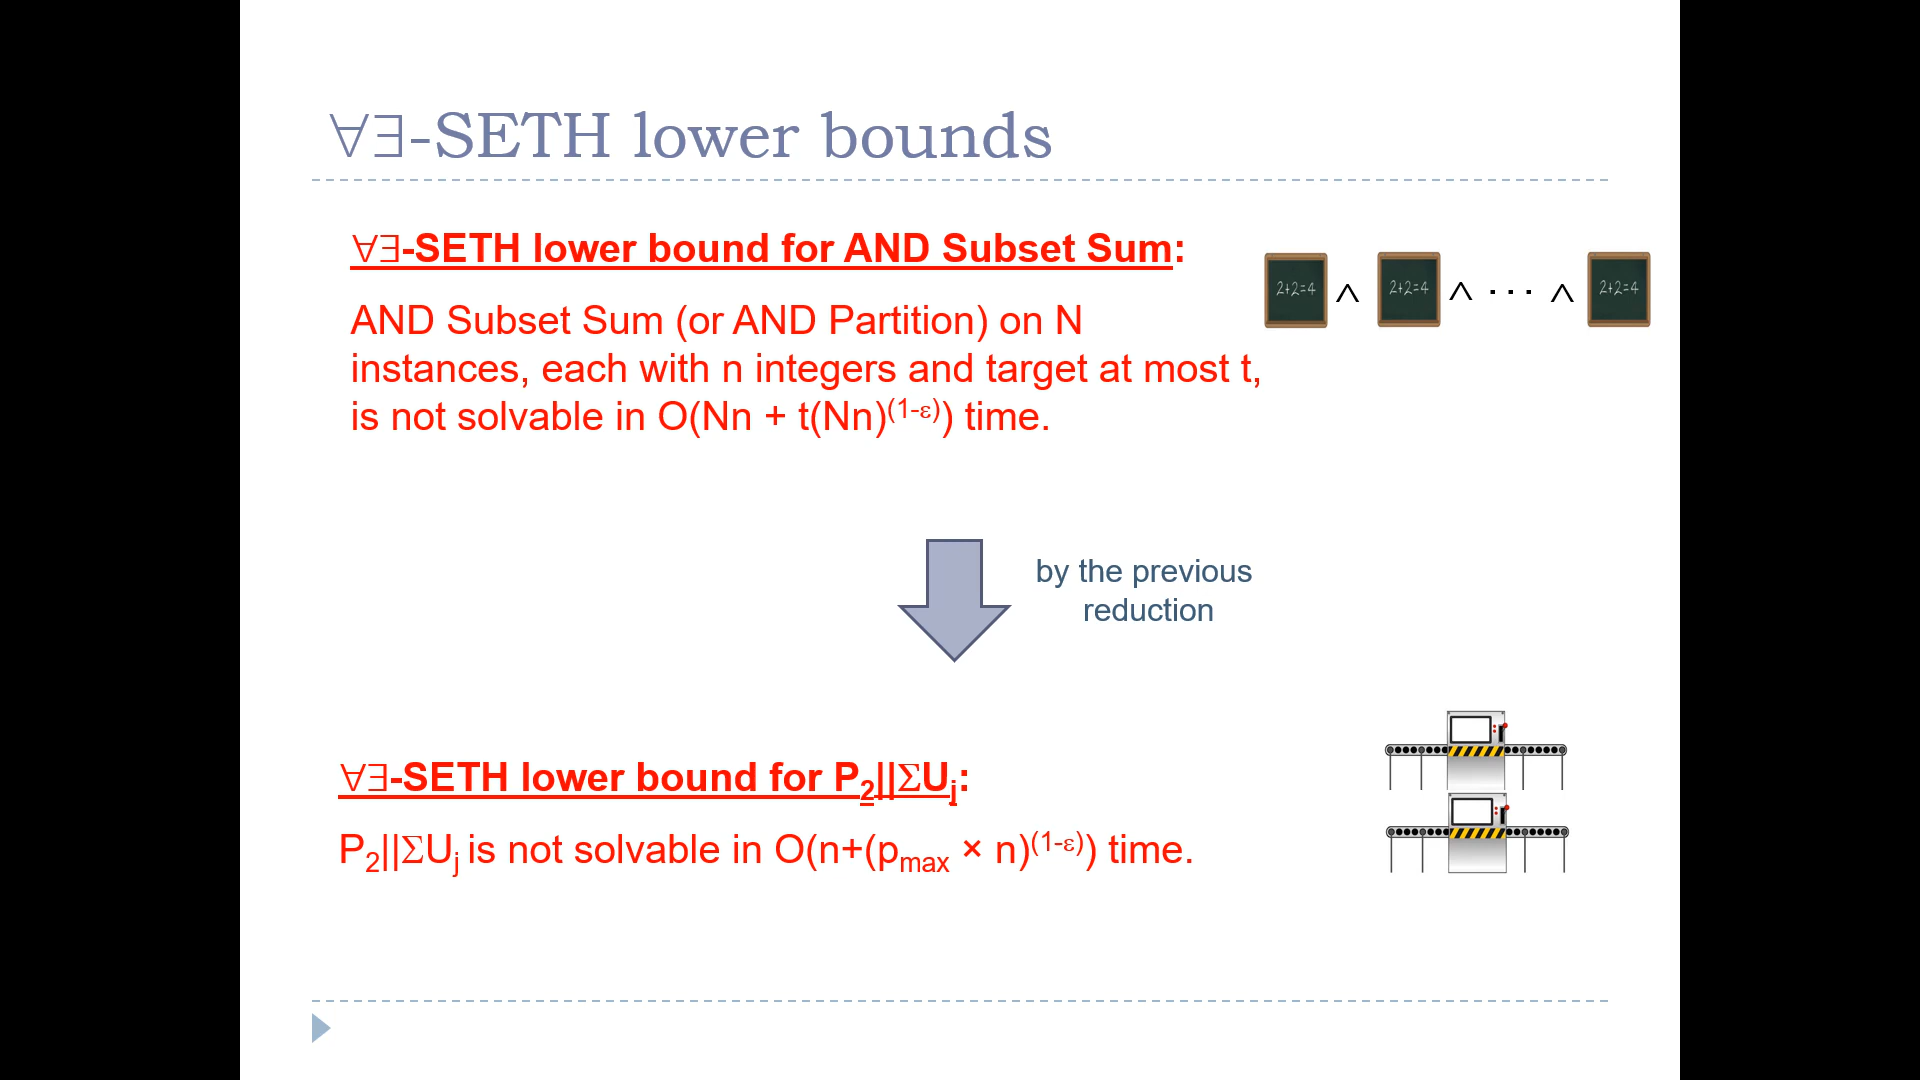 ∀∃-SETH lower bounds
∀∃-SETH lower bound for AND Subset Sum:
AND Subset Sum (or AND Partition) on N
instances, each with n integers and target at most t,
is not solvable in O(Nn + t(Nn)⁽¹⁻ᵋ⁾) time.
2+2=4 ∧ 2+2=4 ∧ ··· ∧ 2+2=4
by the previous
reduction
∀∃-SETH lower bound for P₂||ΣUⱼ:
P₂||ΣUⱼ is not solvable in O(n+(pₘₐₓ × n)⁽¹⁻ᵋ⁾) time.